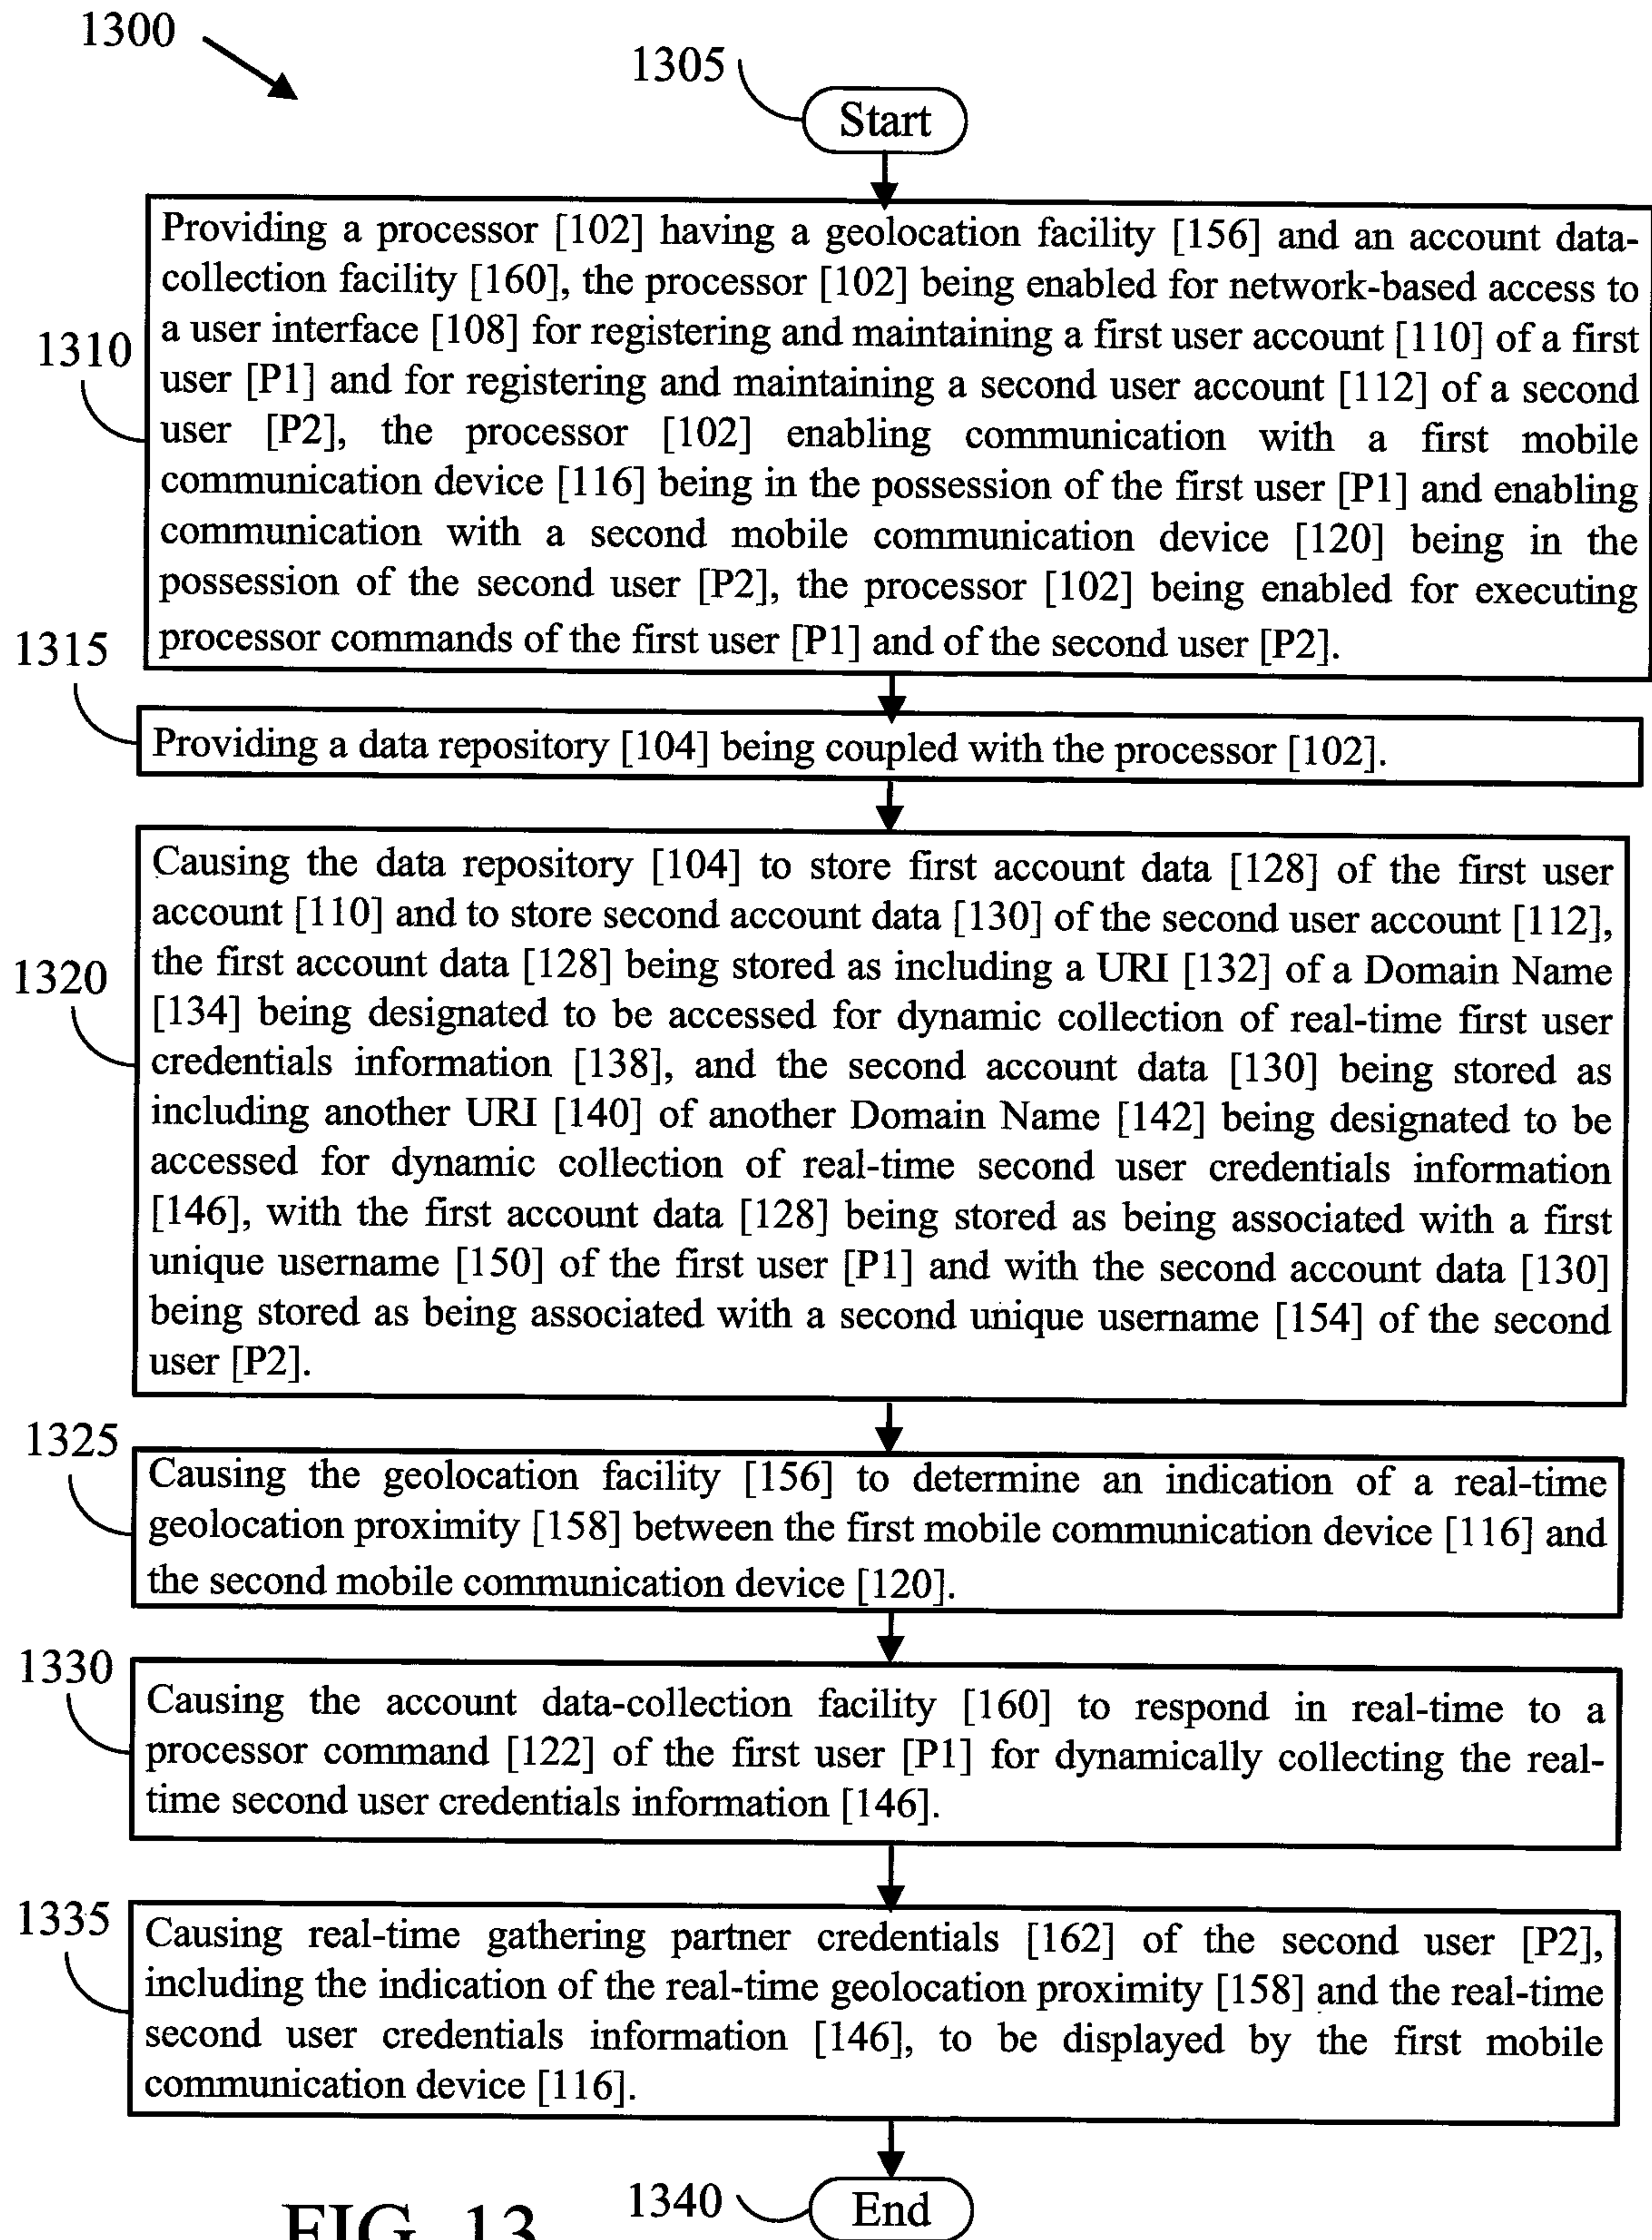 1300
1305
Start
Providing a processor [102] having a geolocation facility [156] and an account data-
collection facility [160], the processor [102] being enabled for network-based access to
a user interface [108] for registering and maintaining a first user account [110] of a first
user [P1] and for registering and maintaining a second user account [112] of a second
user [P2], the processor [102] enabling communication with a first mobile
communication device [116] being in the possession of the first user [P1] and enabling
communication with a second mobile communication device [120] being in the
possession of the second user [P2], the processor [102] being enabled for executing
processor commands of the first user [P1] and of the second user [P2].
1310
1315
Providing a data repository [104] being coupled with the processor [102].
Causing the data repository [104] to store first account data [128] of the first user
account [110] and to store second account data [130] of the second user account [112],
the first account data [128] being stored as including a URI [132] of a Domain Name
[134] being designated to be accessed for dynamic collection of real-time first user
credentials information [138], and the second account data [130] being stored as
including another URI [140] of another Domain Name [142] being designated to be
accessed for dynamic collection of real-time second user credentials information
[146], with the first account data [128] being stored as being associated with a first
unique username [150] of the first user [P1] and with the second account data [130]
being stored as being associated with a second unique username [154] of the second
user [P2].
1320
1325
Causing the geolocation facility [156] to determine an indication of a real-time
geolocation proximity [158] between the first mobile communication device [116] and
the second mobile communication device [120].
1330
Causing the account data-collection facility [160] to respond in real-time to a
processor command [122] of the first user [P1] for dynamically collecting the real-
time second user credentials information [146].
1335
Causing real-time gathering partner credentials [162] of the second user [P2],
including the indication of the real-time geolocation proximity [158] and the real-time
second user credentials information [146], to be displayed by the first mobile
communication device [116].
1340
End
FIG. 13